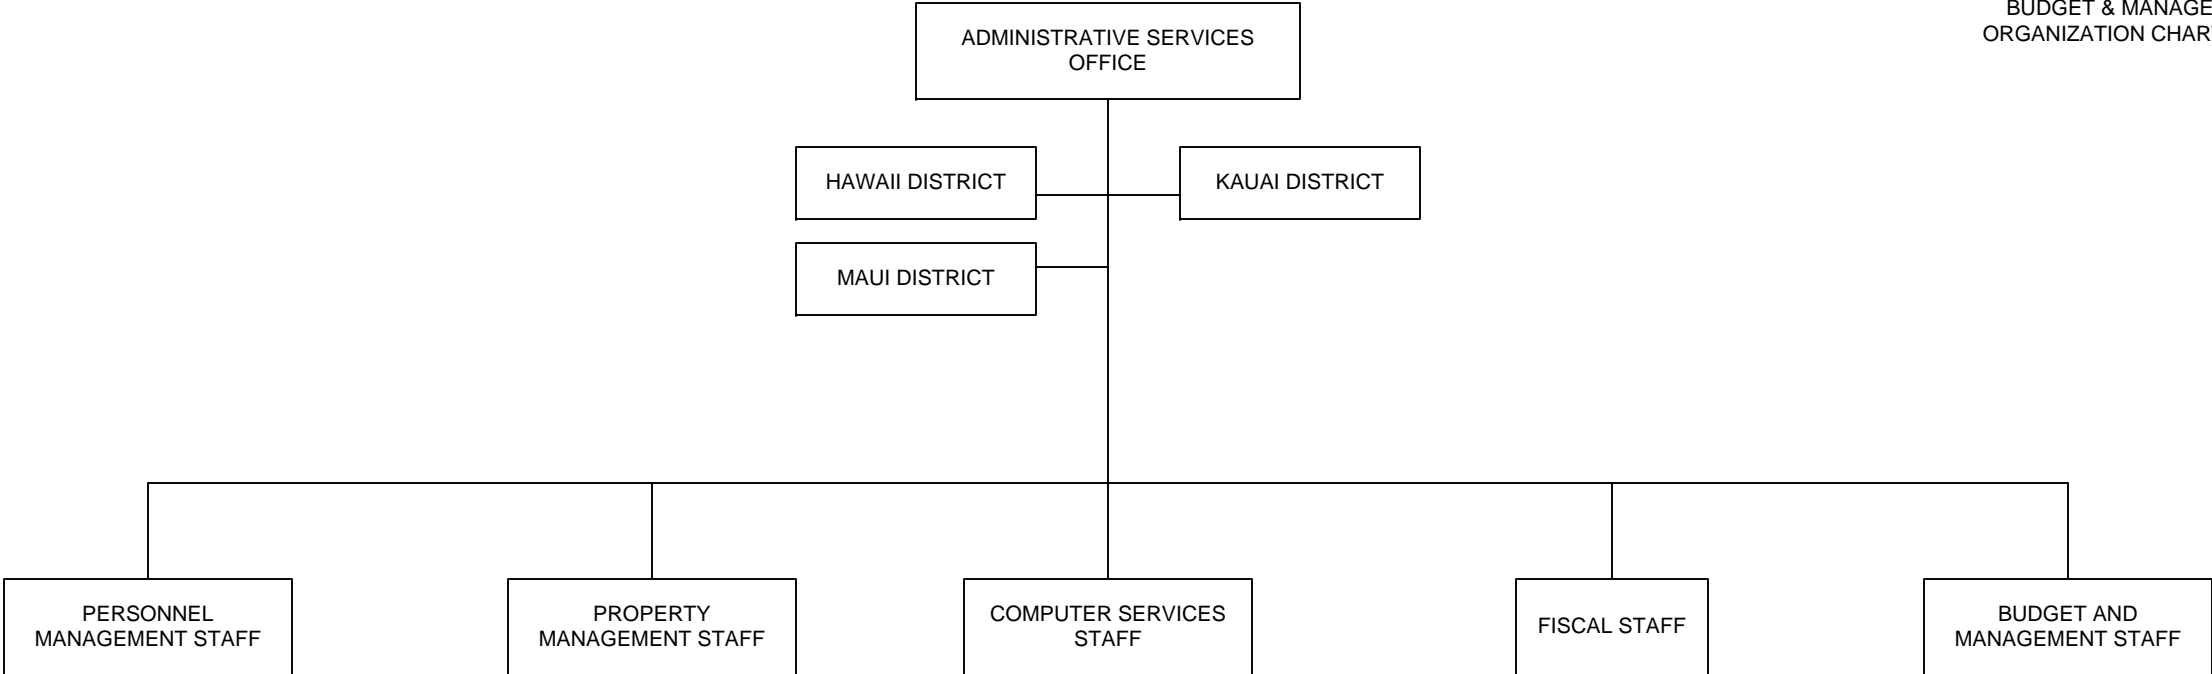 BUDGET & MANAGE
ORGANIZATION CHAR
ADMINISTRATIVE SERVICES
OFFICE
HAWAII DISTRICT
KAUAI DISTRICT
MAUI DISTRICT
PERSONNEL
MANAGEMENT STAFF
PROPERTY
MANAGEMENT STAFF
COMPUTER SERVICES
STAFF
FISCAL STAFF
BUDGET AND
MANAGEMENT STAFF